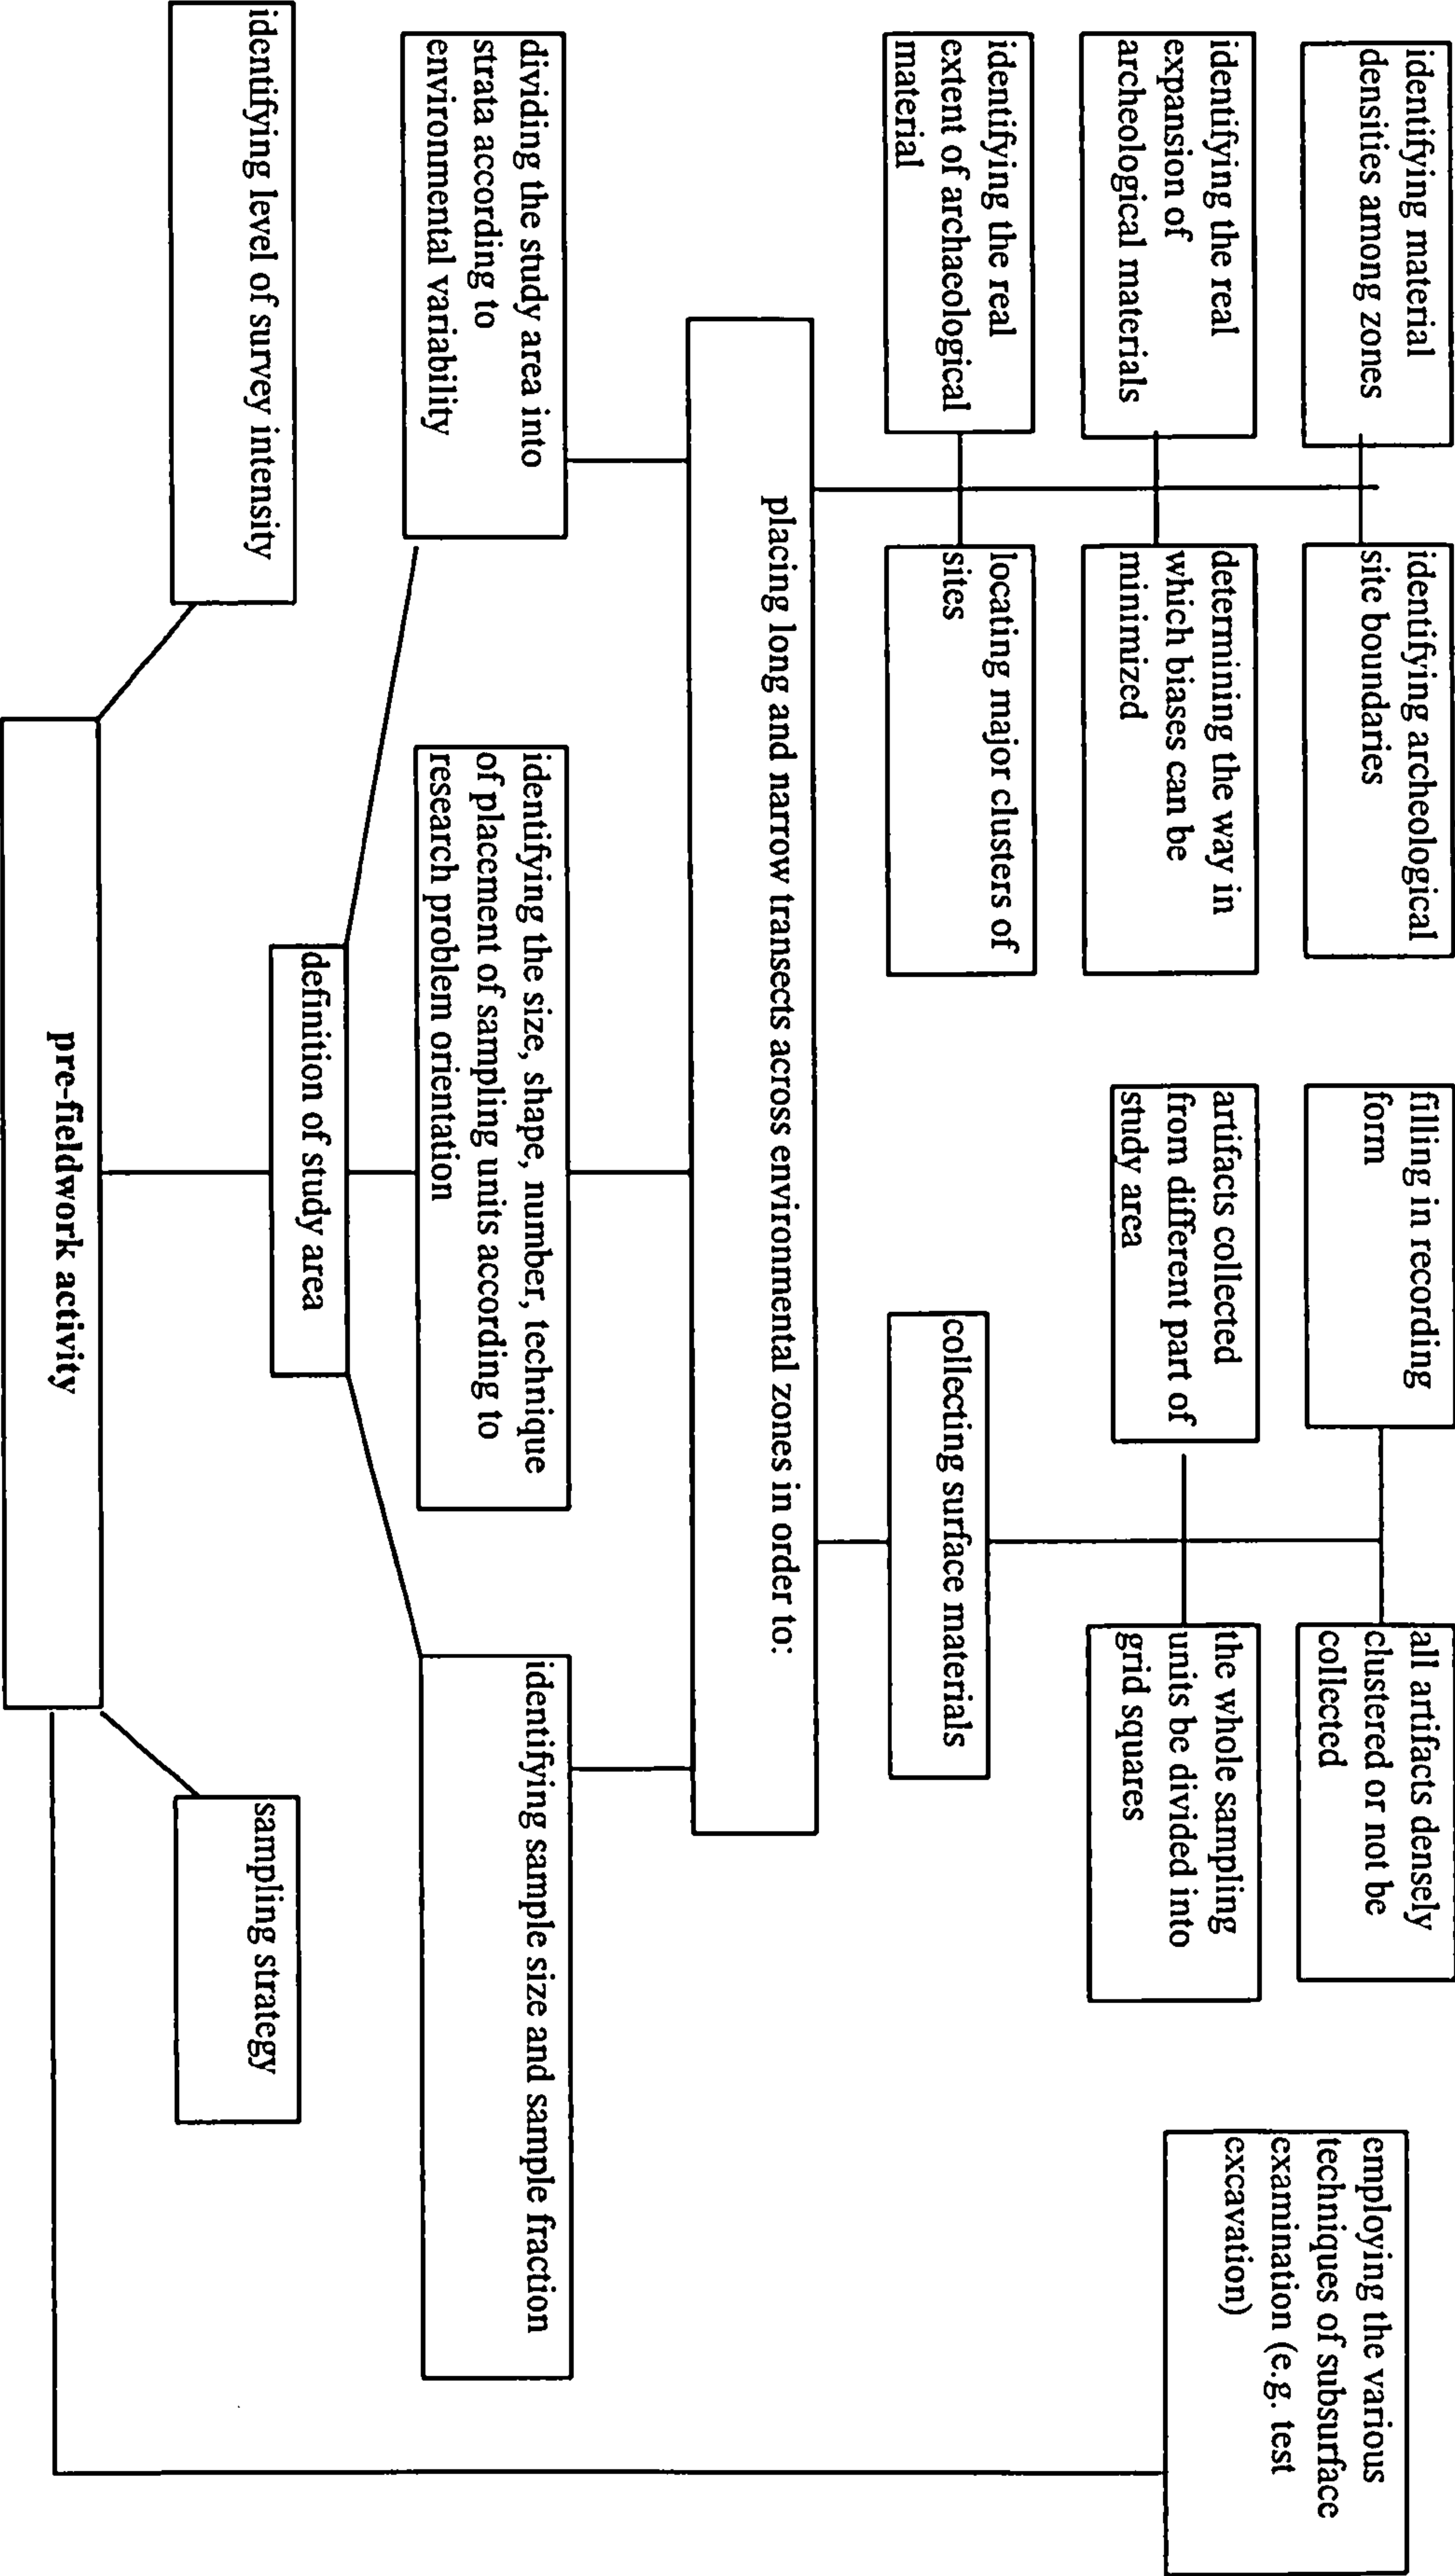 identifying material
densities among zones
identifying archeological
site boundaries
filling in recording
form
all artifacts densely
clustered or not be
collected
employing the various
techniques of subsurface
examination (e.g. test
excavation)
identifying the real
expansion of
archeological materials
determining the way in
which biases can be
minimized
artifacts collected
from different part of
study area
the whole sampling
units be divided into
grid squares
identifying the real
extent of archaeological
material
locating major clusters of
sites
collecting surface materials
placing long and narrow transects across environmental zones in order to:
dividing the study area into
strata according to
environmental variability
identifying the size, shape, number, technique
of placement of sampling units according to
research problem orientation
identifying sample size and sample fraction
definition of study area
identifying level of survey intensity
sampling strategy
pre-fieldwork activity